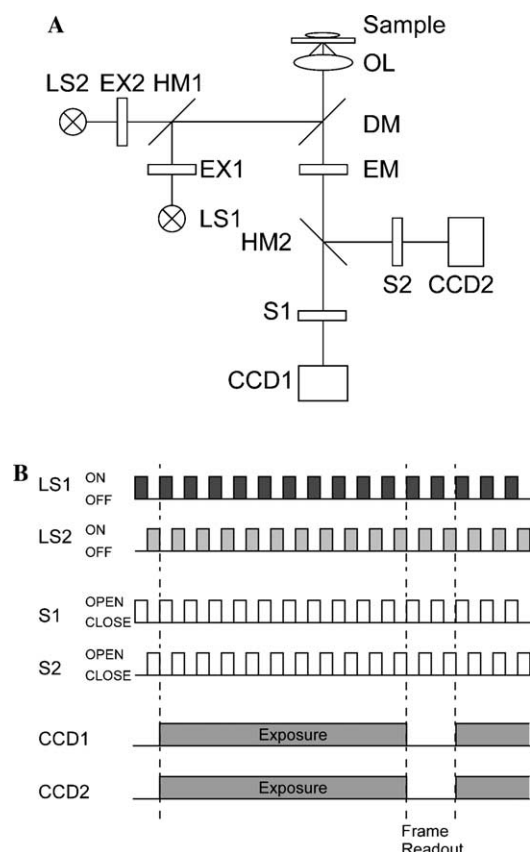 A
Sample
OL
LS2 EX2 HM1
DM
EX1
EM
LS1
HM2
S2 CCD2
S1
CCD1
B
LS1 ON
OFF
LS2 ON
OFF
S1 OPEN
CLOSE
S2 OPEN
CLOSE
CCD1 Exposure
CCD2 Exposure
Frame
Readout